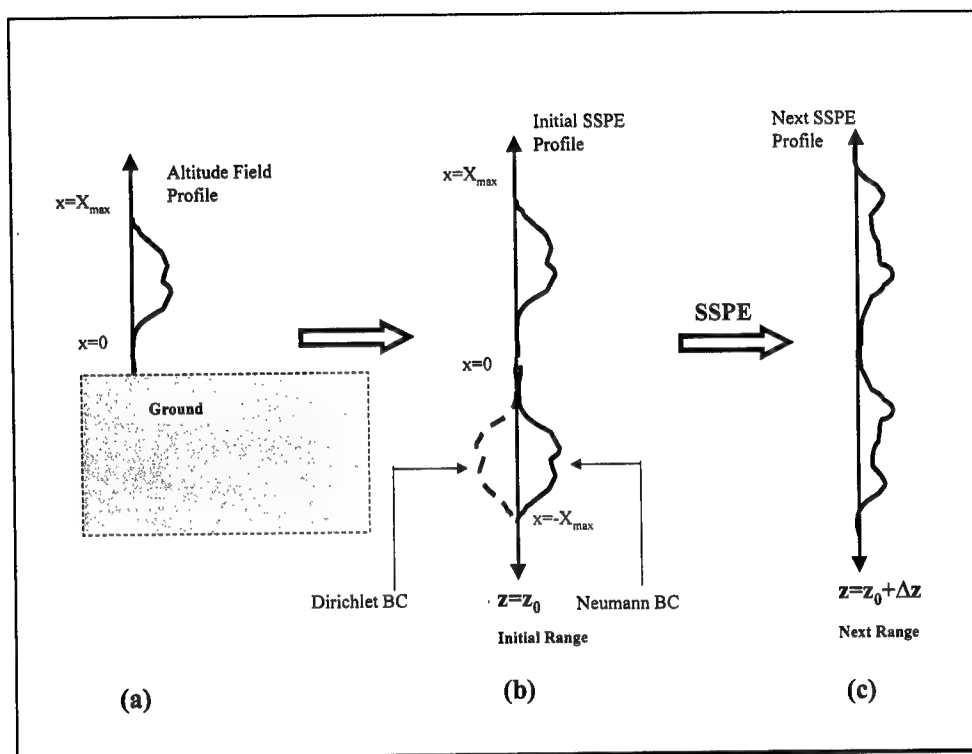 Altitude Field
Profile
x=X_max
x=0
Ground
(a)
Initial SSPE
Profile
x=X_max
x=0
x=-X_max
Dirichlet BC
z=z_0
Neumann BC
Initial Range
(b)
SSPE
Next SSPE
Profile
z=z_0+Δz
Next Range
(c)